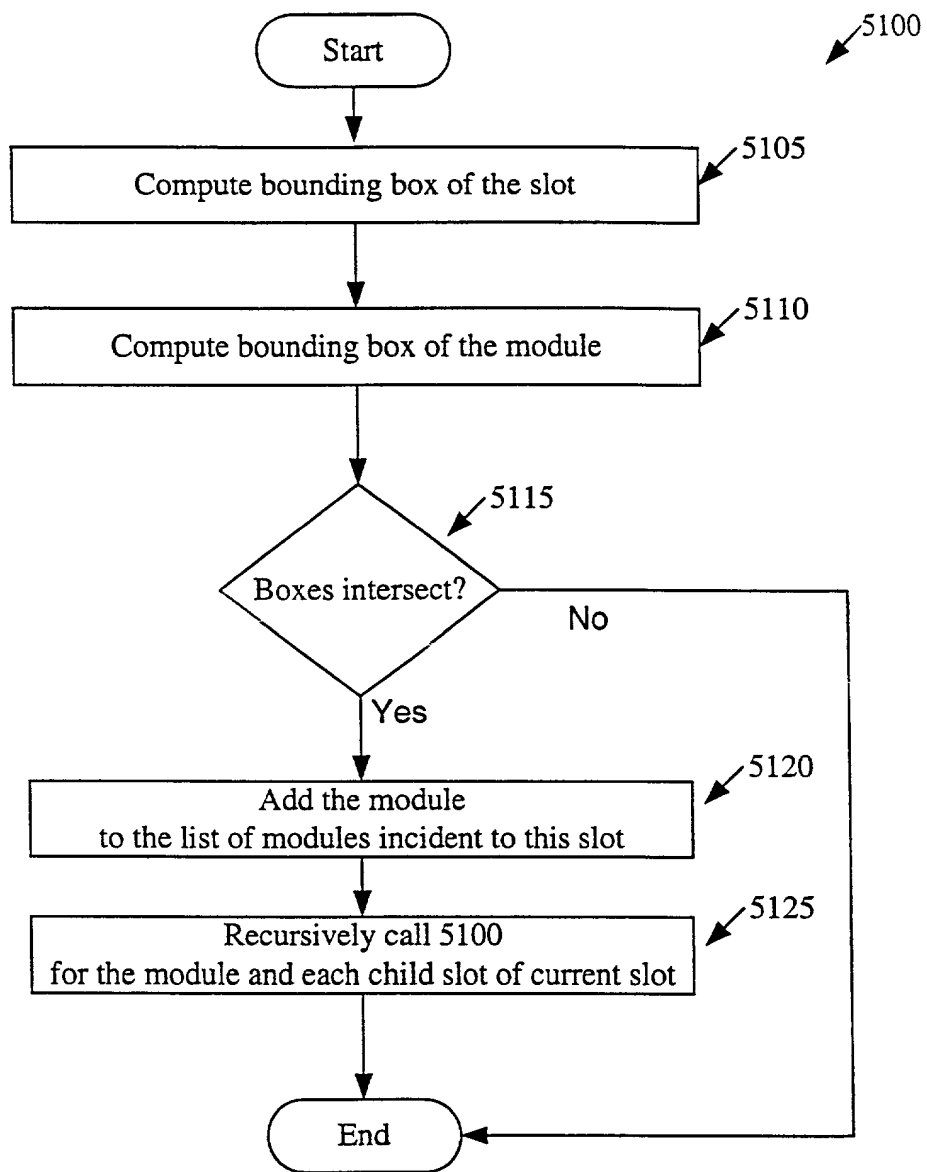 5100
Start
5105
Compute bounding box of the slot
5110
Compute bounding box of the module
5115
Boxes intersect?
No
Yes
5120
Add the module
to the list of modules incident to this slot
5125
Recursively call 5100
for the module and each child slot of current slot
End